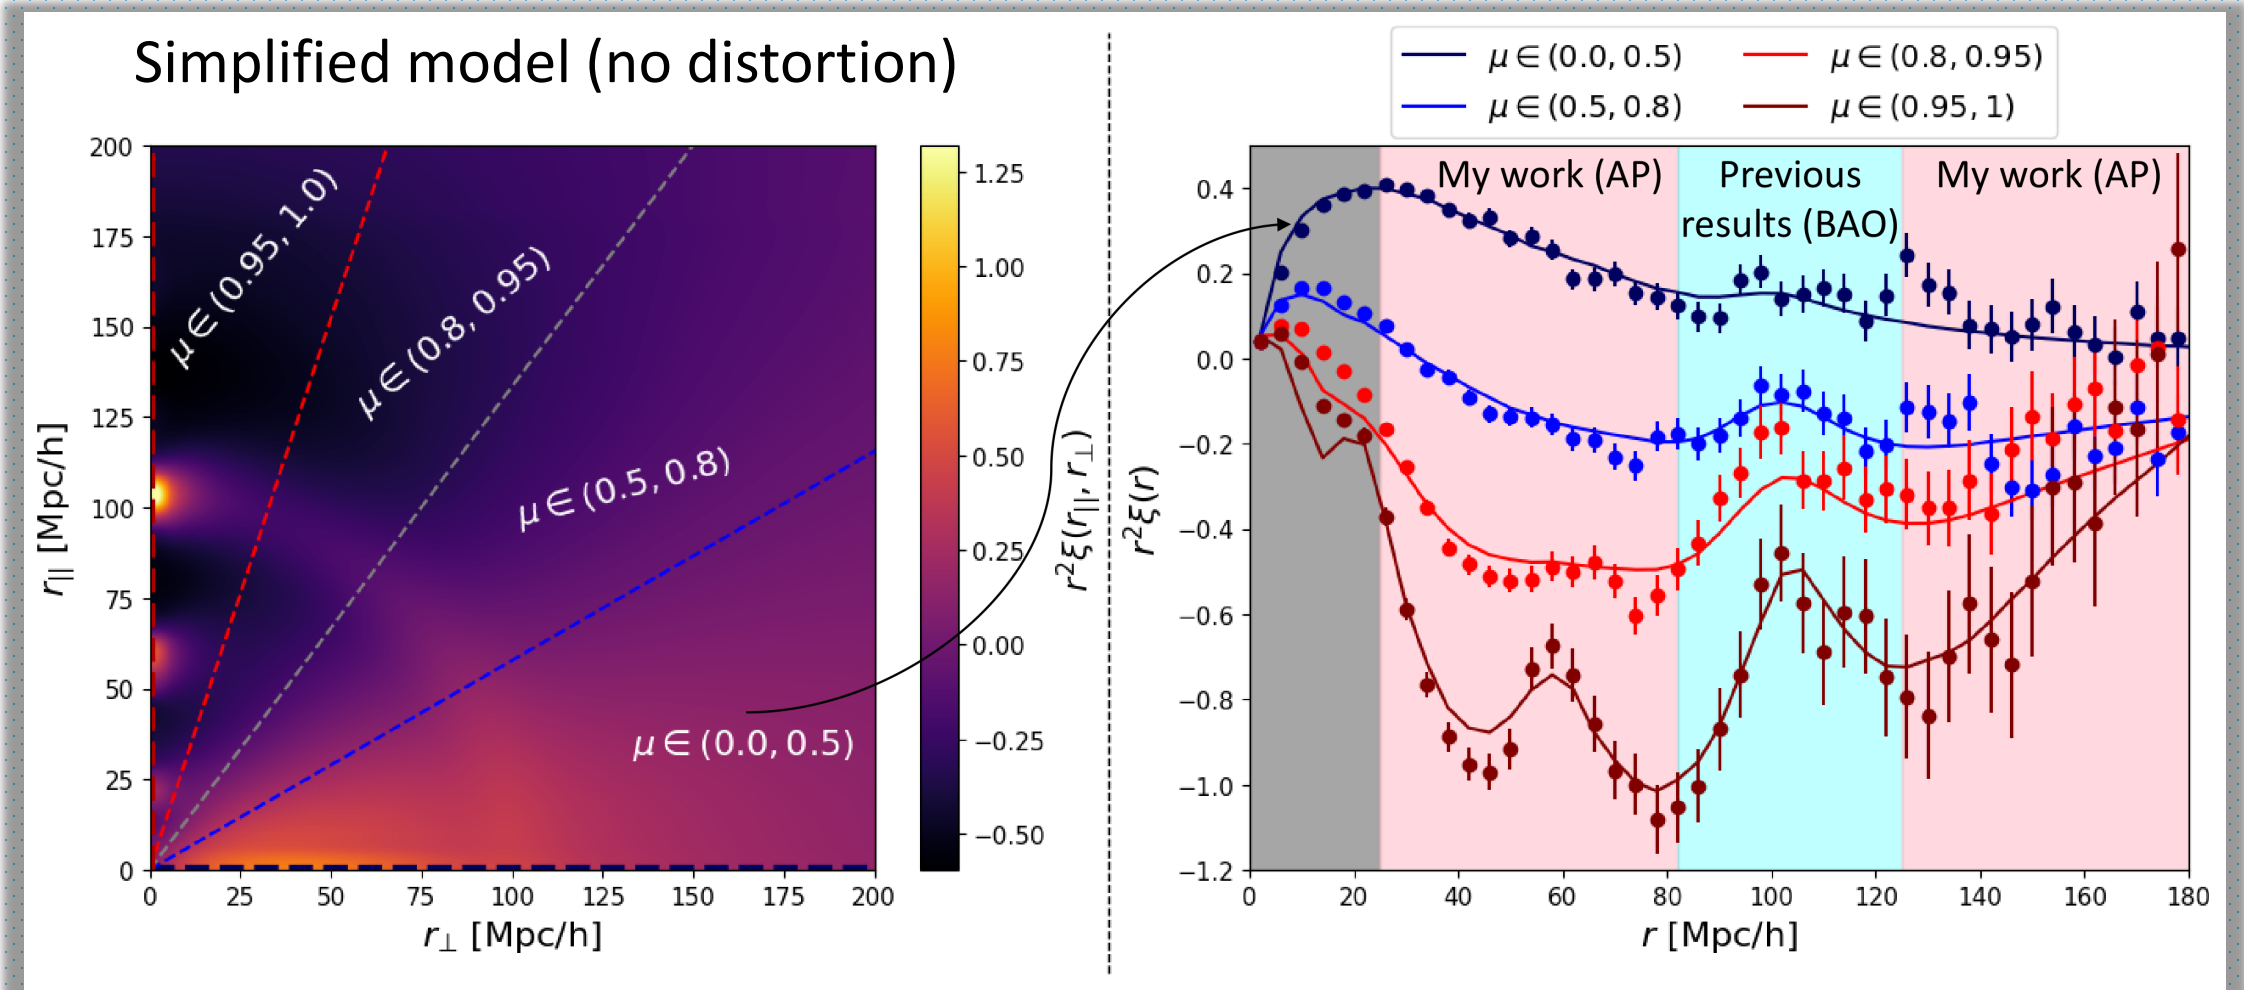 Simplified model (no distortion)
μ ∈ (0.95, 1.0)
μ ∈ (0.8, 0.95)
μ ∈ (0.5, 0.8)
μ ∈ (0.0, 0.5)
200
175
150
125
100
75
50
25
0
r|| [Mpc/h]
0 25 50 75 100 125 150 175 200
r⊥ [Mpc/h]
1.25
1.00
0.75
0.50
0.25
0.00
−0.25
−0.50
r²ξ(r||, r⊥)
μ ∈ (0.0, 0.5)
μ ∈ (0.8, 0.95)
μ ∈ (0.5, 0.8)
μ ∈ (0.95, 1)
My work (AP)
Previous
results (BAO)
My work (AP)
0.4
0.2
0.0
−0.2
−0.4
−0.6
−0.8
−1.0
−1.2
r²ξ(r)
0 20 40 60 80 100 120 140 160 180
r [Mpc/h]